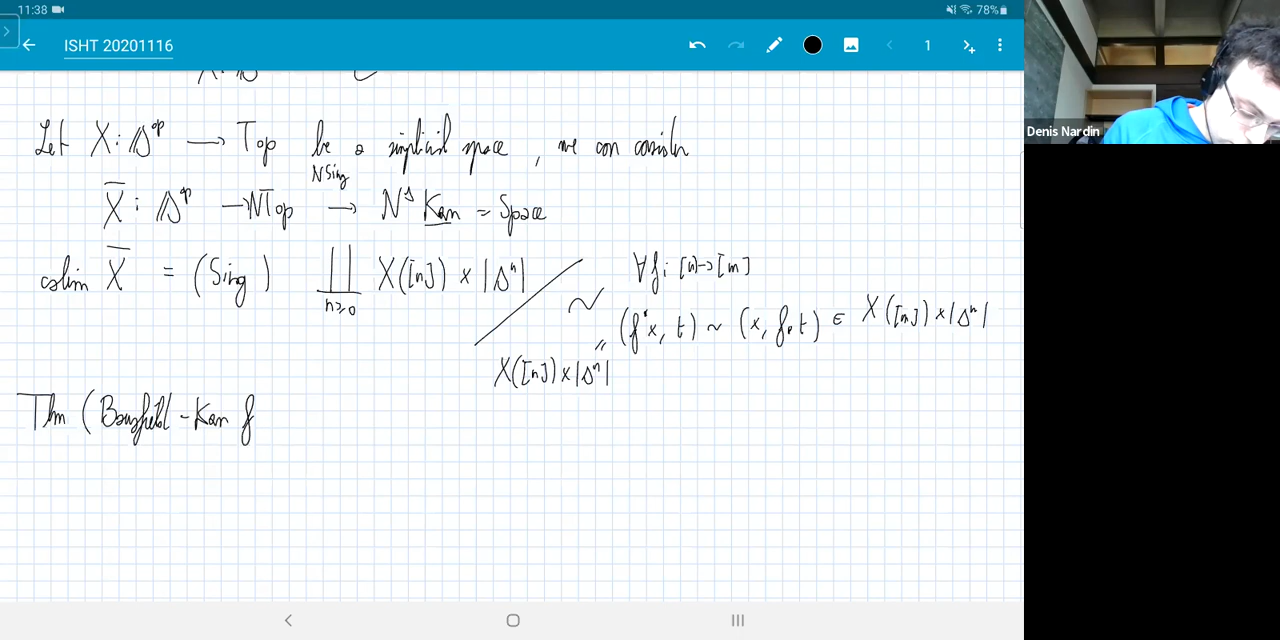 11:38
78%
ISHT 20201116
1
Denis Nardin
Let X : Δ^op → Top be a simplicial space, we can consider
X̄ : Δ^op → NTop →^{NSing} N^Δ Kan = Space
colim X̄ = (Sing) ∐_{n≥0} X([n]) × |Δ^n| / ~ ∀ f : [n] → [m]
(f*x, t) ~ (x, f_* t) ∈ X([m]) × |Δ^m|
X([n]) × |Δ^n|
Thm (Bousfield-Kan f